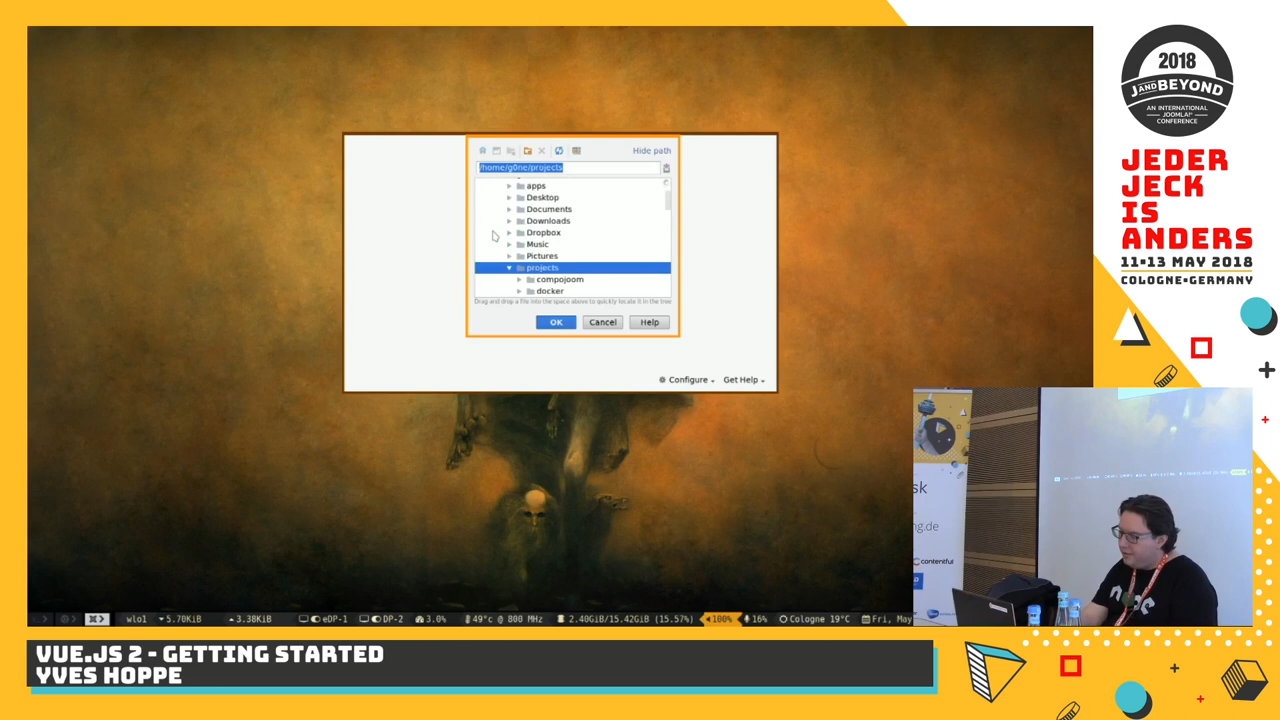 2018
J AND BEYOND
AN INTERNATIONAL
JOOMLA!
CONFERENCE
JEDER
JECK
IS
ANDERS
11-13 MAY 2018
COLOGNE-GERMANY
Hide path
/home/g0ne/projects
apps
Desktop
Documents
Downloads
Dropbox
Music
Pictures
projects
compojoom
docker
Drag and drop a file into the space above to quickly locate it in the tree
OK Cancel Help
Configure Get Help
sk
ng.de
contentful
wlo1 5.70KiB 3.38KiB eDP-1 DP-2 3.0% 49°c @ 800 MHz 2.40GiB/15.42GiB (15.57%) 100% 16% Cologne 19°C Fri, May
VUE.JS 2 - GETTING STARTED
YVES HOPPE